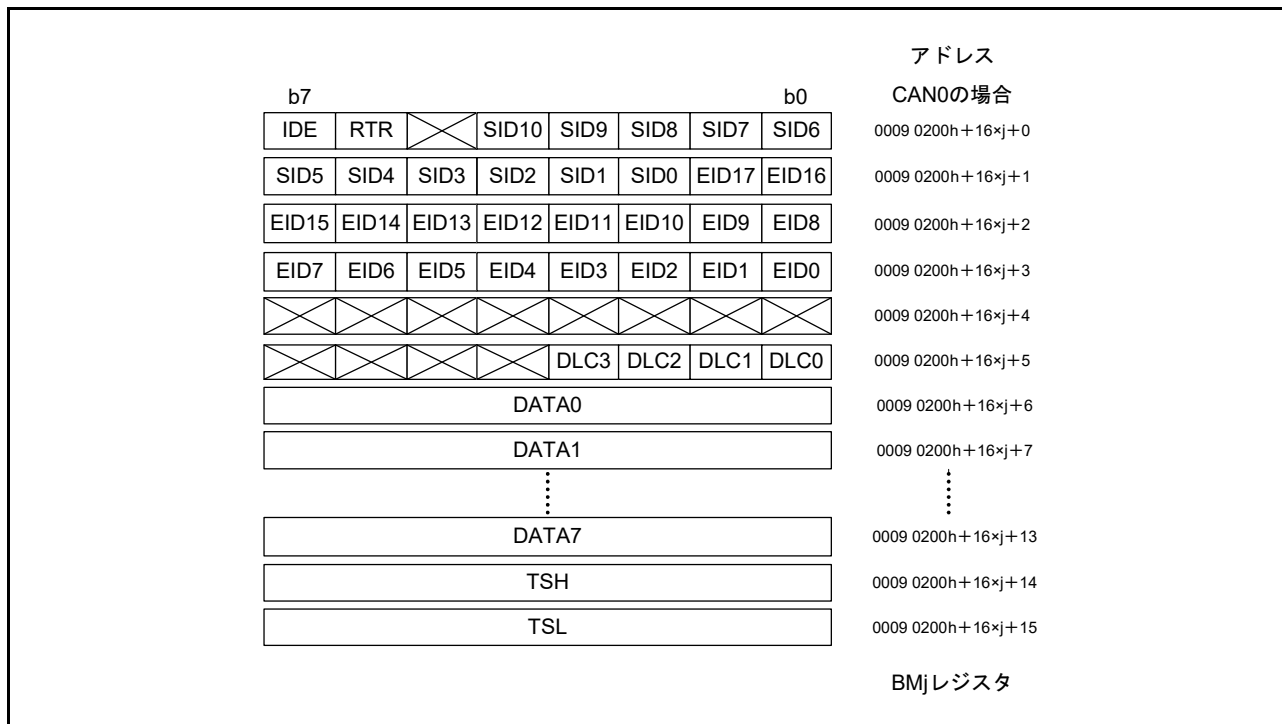 アドレス
b7 b0 CAN0の場合
IDE RTR SID10 SID9 SID8 SID7 SID6 0009 0200h+16×j+0
SID5 SID4 SID3 SID2 SID1 SID0 EID17 EID16 0009 0200h+16×j+1
EID15 EID14 EID13 EID12 EID11 EID10 EID9 EID8 0009 0200h+16×j+2
EID7 EID6 EID5 EID4 EID3 EID2 EID1 EID0 0009 0200h+16×j+3
0009 0200h+16×j+4
DLC3 DLC2 DLC1 DLC0 0009 0200h+16×j+5
DATA0 0009 0200h+16×j+6
DATA1 0009 0200h+16×j+7
DATA7 0009 0200h+16×j+13
TSH 0009 0200h+16×j+14
TSL 0009 0200h+16×j+15
BMjレジスタ